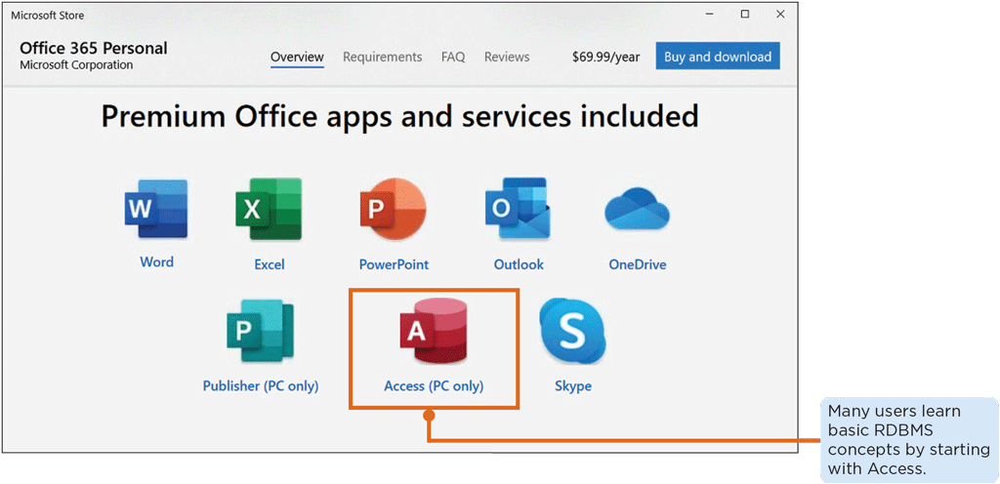 Microsoft Store
Office 365 Personal
Microsoft Corporation
Overview Requirements FAQ Reviews $69.99/year Buy and download
Premium Office apps and services included
W X P O
Word Excel PowerPoint Outlook OneDrive
P A S
Publisher (PC only) Access (PC only) Skype
Many users learn
basic RDBMS
concepts by starting
with Access.